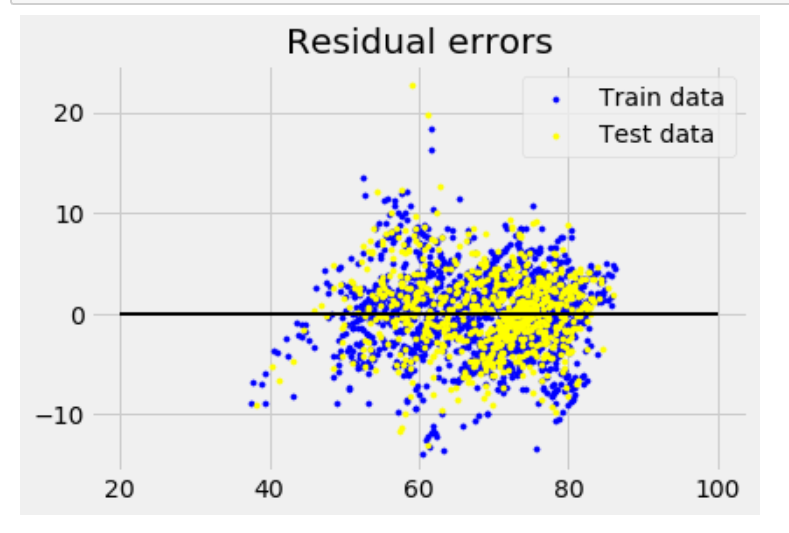 Residual errors
Train data
Test data
20
10
0
−10
20 40 60 80 100